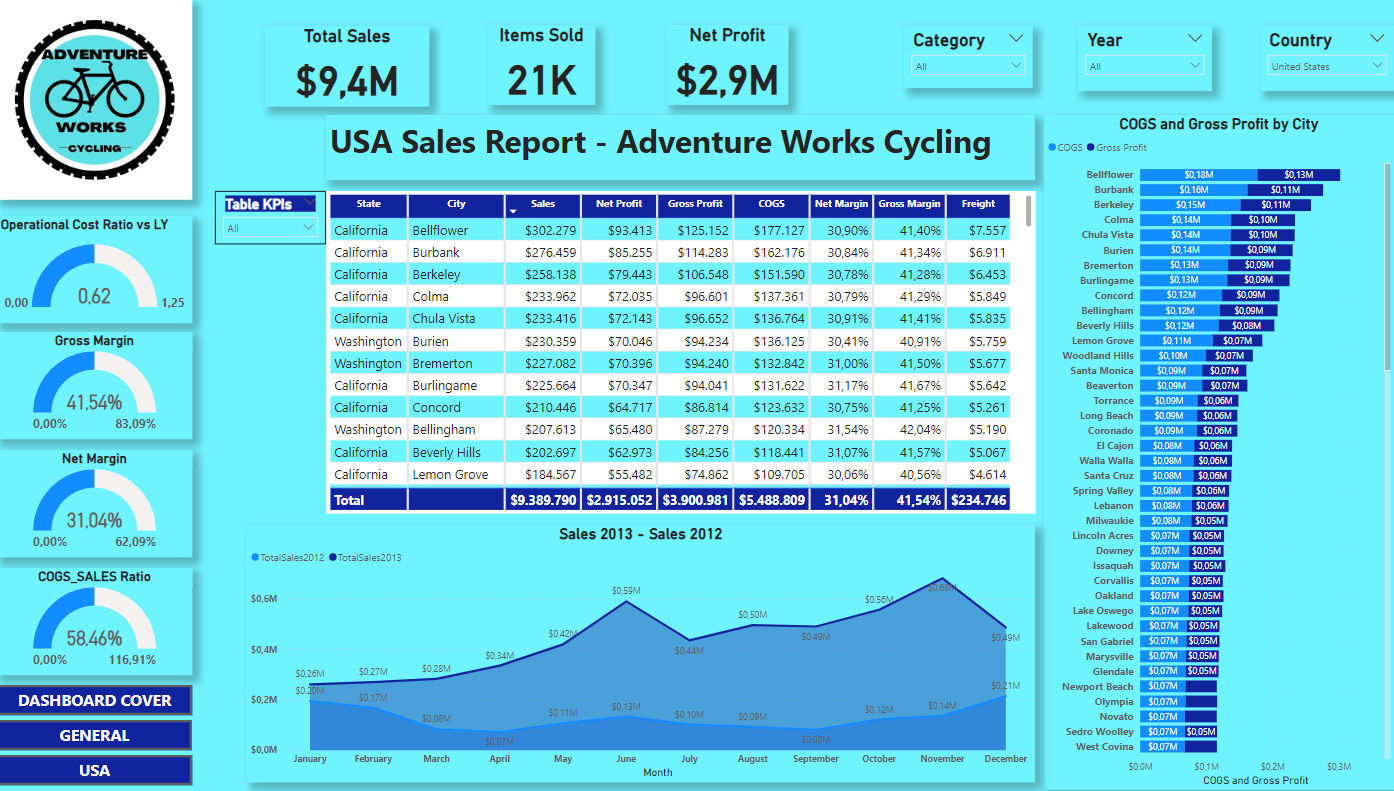 ADVENTURE
WORKS
CYCLING
Total Sales
$9,4M
Items Sold
21K
Net Profit
$2,9M
Category
All
Year
All
Country
United States
USA Sales Report - Adventure Works Cycling
Operational Cost Ratio vs LY
0,62
0,00 1,25
Gross Margin
41,54%
0,00% 83,09%
Net Margin
31,04%
0,00% 62,09%
COGS_SALES Ratio
58,46%
0,00% 116,91%
DASHBOARD COVER
GENERAL
USA
Table KPIs
All
State City Sales Net Profit Gross Profit COGS Net Margin Gross Margin Freight
California Bellflower $302.279 $93.413 $125.152 $177.127 30,90% 41,40% $7.557
California Burbank $276.459 $85.255 $114.283 $162.176 30,84% 41,34% $6.911
California Berkeley $258.138 $79.443 $106.548 $151.590 30,78% 41,28% $6.453
California Colma $233.962 $72.035 $96.601 $137.361 30,79% 41,29% $5.849
California Chula Vista $233.416 $72.143 $96.652 $136.764 30,91% 41,41% $5.835
Washington Burien $230.359 $70.046 $94.234 $136.125 30,41% 40,91% $5.759
Washington Bremerton $227.082 $70.396 $94.240 $132.842 31,00% 41,50% $5.677
California Burlingame $225.664 $70.347 $94.041 $131.622 31,17% 41,67% $5.642
California Concord $210.446 $64.717 $86.814 $123.632 30,75% 41,25% $5.261
Washington Bellingham $207.613 $65.480 $87.279 $120.334 31,54% 42,04% $5.190
California Beverly Hills $202.697 $62.973 $84.256 $118.441 31,07% 41,57% $5.067
California Lemon Grove $184.567 $55.482 $74.862 $109.705 30,06% 40,56% $4.614
Total $9.389.790 $2.915.052 $3.900.981 $5.488.809 31,04% 41,54% $234.746
Sales 2013 - Sales 2012
TotalSales2012 TotalSales2013
$0,6M
$0,4M
$0,2M
$0,0M
$0,26M $0,27M $0,28M $0,34M $0,42M $0,59M $0,44M $0,50M $0,49M $0,56M $0,68M $0,49M
$0,20M $0,17M $0,08M $0,07M $0,11M $0,13M $0,10M $0,09M $0,08M $0,12M $0,14M $0,21M
January February March April May June July August September October November December
Month
COGS and Gross Profit by City
COGS Gross Profit
Bellflower $0,18M $0,13M
Burbank $0,16M $0,11M
Berkeley $0,15M $0,11M
Colma $0,14M $0,10M
Chula Vista $0,14M $0,10M
Burien $0,14M $0,09M
Bremerton $0,13M $0,09M
Burlingame $0,13M $0,09M
Concord $0,12M $0,09M
Bellingham $0,12M $0,09M
Beverly Hills $0,12M $0,08M
Lemon Grove $0,11M $0,07M
Woodland Hills $0,10M $0,07M
Santa Monica $0,09M $0,07M
Beaverton $0,09M $0,07M
Torrance $0,09M $0,06M
Long Beach $0,09M $0,06M
Coronado $0,09M $0,06M
El Cajon $0,08M $0,06M
Walla Walla $0,08M $0,06M
Santa Cruz $0,08M $0,06M
Spring Valley $0,08M $0,06M
Lebanon $0,08M $0,06M
Milwaukie $0,08M $0,05M
Lincoln Acres $0,07M $0,05M
Downey $0,07M $0,05M
Issaquah $0,07M $0,05M
Corvallis $0,07M $0,05M
Oakland $0,07M $0,05M
Lake Oswego $0,07M $0,05M
Lakewood $0,07M $0,05M
San Gabriel $0,07M $0,05M
Marysville $0,07M $0,05M
Glendale $0,07M $0,05M
Newport Beach $0,07M
Olympia $0,07M
Novato $0,07M
Sedro Woolley $0,07M $0,05M
West Covina $0,07M
$0,0M $0,1M $0,2M $0,3M
COGS and Gross Profit